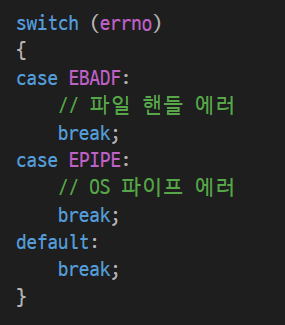 switch (errno)
{
case EBADF:
    // 파일 핸들 에러
    break;
case EPIPE:
    // OS 파이프 에러
    break;
default:
    break;
}